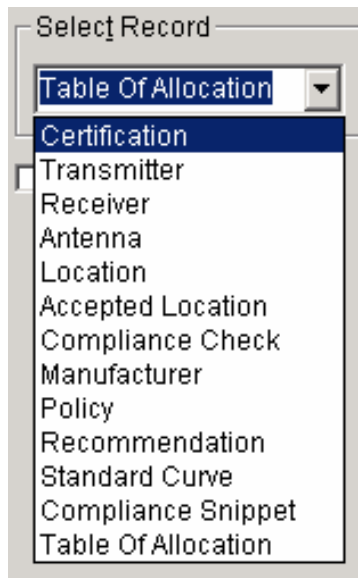 Select Record
Table Of Allocation
Certification
Transmitter
Receiver
Antenna
Location
Accepted Location
Compliance Check
Manufacturer
Policy
Recommendation
Standard Curve
Compliance Snippet
Table Of Allocation